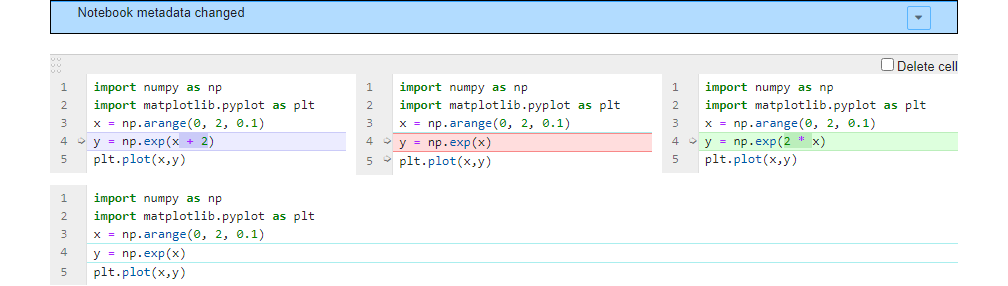 Notebook metadata changed
Delete cell
1 import numpy as np
2 import matplotlib.pyplot as plt
3 x = np.arange(0, 2, 0.1)
4 y = np.exp(x + 2)
5 plt.plot(x,y)
1 import numpy as np
2 import matplotlib.pyplot as plt
3 x = np.arange(0, 2, 0.1)
4 y = np.exp(x)
5 plt.plot(x,y)
1 import numpy as np
2 import matplotlib.pyplot as plt
3 x = np.arange(0, 2, 0.1)
4 y = np.exp(2 * x)
5 plt.plot(x,y)
1 import numpy as np
2 import matplotlib.pyplot as plt
3 x = np.arange(0, 2, 0.1)
4 y = np.exp(x)
5 plt.plot(x,y)